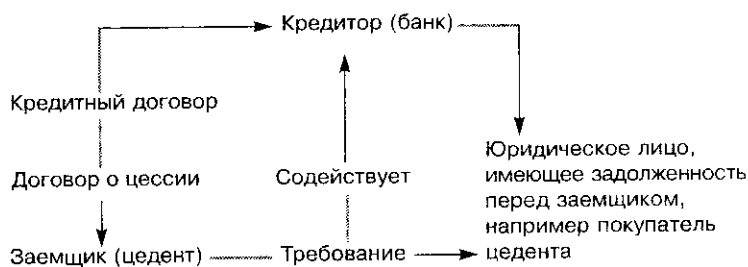 Кредитор (банк)
Кредитный договор
Договор о цессии
Содействует
Юридическое лицо,
имеющее задолженность
перед заемщиком,
например покупатель
цедента
Заемщик (цедент)
Требование